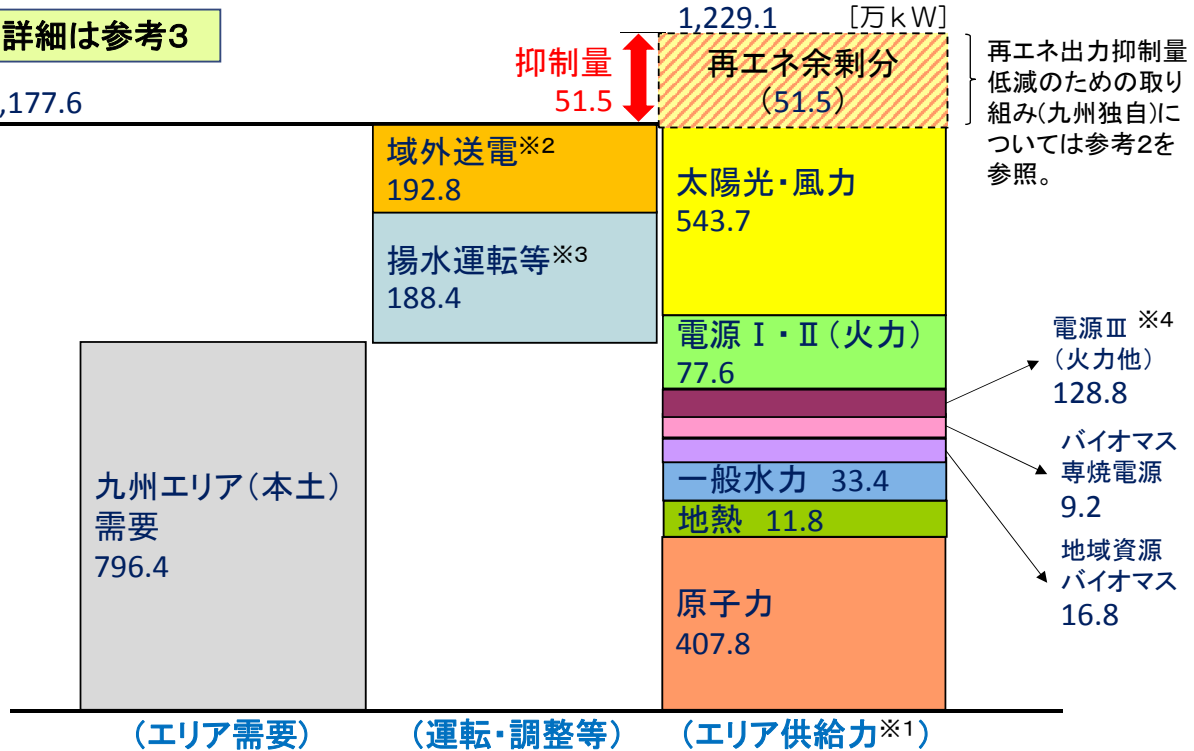 詳細は参考3
,177.6
1,229.1 [万kW]
抑制量
51.5
再エネ余剰分
(51.5)
再エネ出力抑制量
低減のための取り
組み(九州独自)に
ついては参考2を
参照。
域外送電※2
192.8
揚水運転等※3
188.4
太陽光・風力
543.7
電源Ⅰ・Ⅱ(火力)
77.6
電源Ⅲ ※4
(火力他)
128.8
バイオマス
専焼電源
9.2
地域資源
バイオマス
16.8
一般水力 33.4
地熱 11.8
原子力
407.8
九州エリア(本土)
需要
796.4
(エリア需要)
(運転・調整等)
(エリア供給力※1)